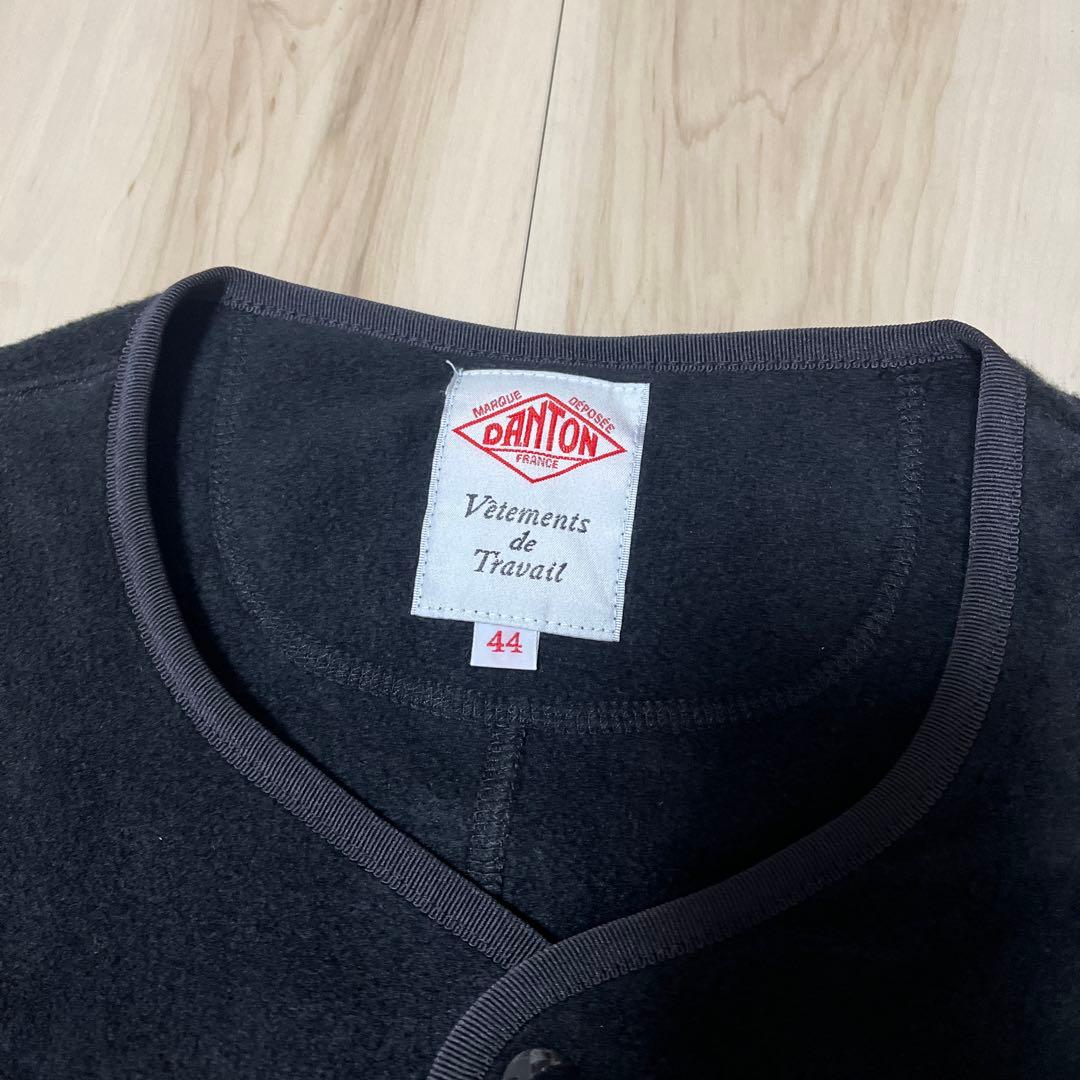 MARQUE DÉPOSÉE
DANTON
FRANCE
Vêtements
de
Travail
44